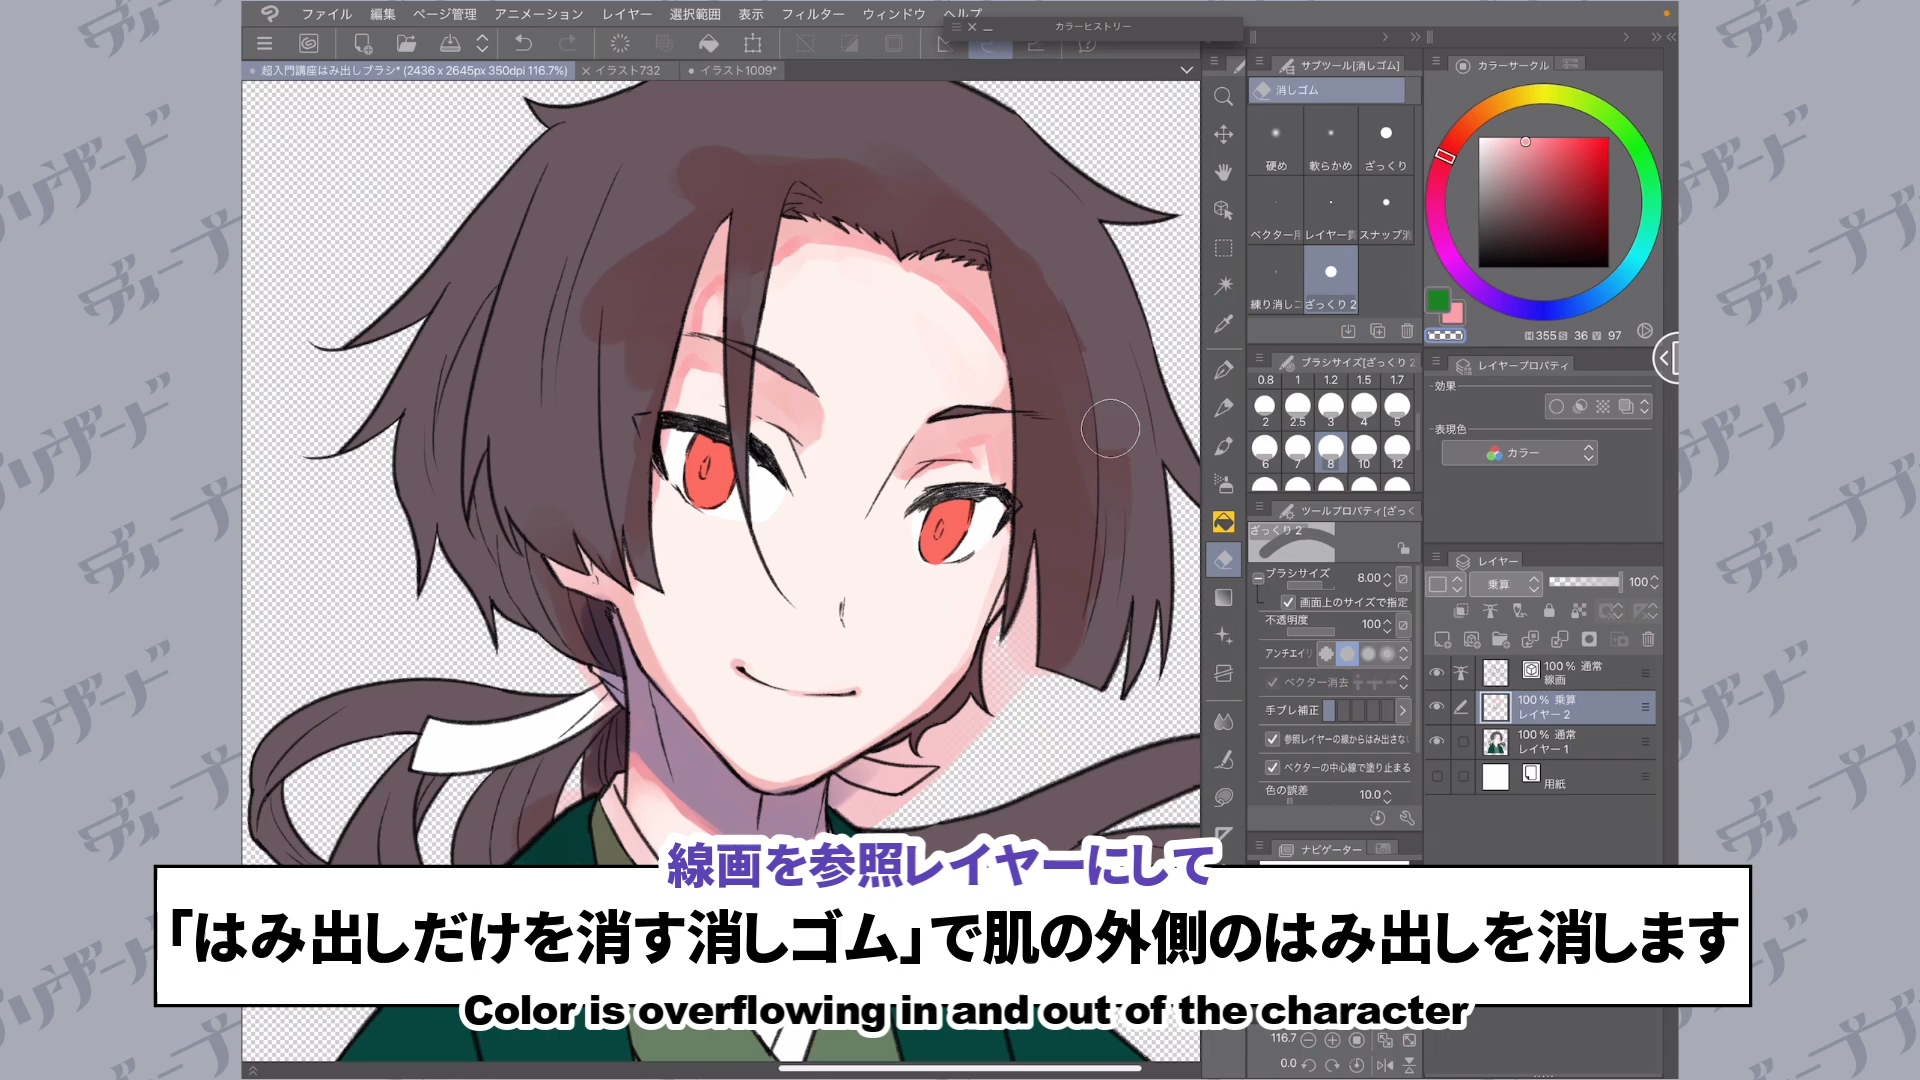 ファイル 編集 ページ管理 アニメーション レイヤー 選択範囲 表示 フィルター ウィンドウ ヘルプ
カラーヒストリー
超入門講座はみ出しブラシ* (2436 x 2645px 350dpi 116.7%)
イラスト732
イラスト1009*
サブツール[消しゴム]
消しゴム
硬め 軟らかめ ざっくり
ベクター用 レイヤー貫 スナップ消
練り消しゴ ざっくり 2
ブラシサイズ[ざっくり 2
0.8 1 1.2 1.5 1.7
2 2.5 3 4 5
6 7 8 10 12
ツールプロパティ[ざっく
ざっくり 2
ブラシサイズ 8.00
画面上のサイズで指定
不透明度 100
アンチエイリ
ベクター消去
手ブレ補正
参照レイヤーの線からはみ出さない
ベクターの中心線で塗り止まる
色の誤差 10.0
ナビゲーター
カラーサークル
H 355 S 36 V 97
レイヤープロパティ
効果
表現色
カラー
レイヤー
乗算 100
100 % 通常
線画
100 % 乗算
レイヤー 2
100 % 通常
レイヤー 1
用紙
線画を参照レイヤーにして
「はみ出しだけを消す消しゴム」で肌の外側のはみ出しを消します
Color is overflowing in and out of the character
116.7
0.0
ディープブリザード